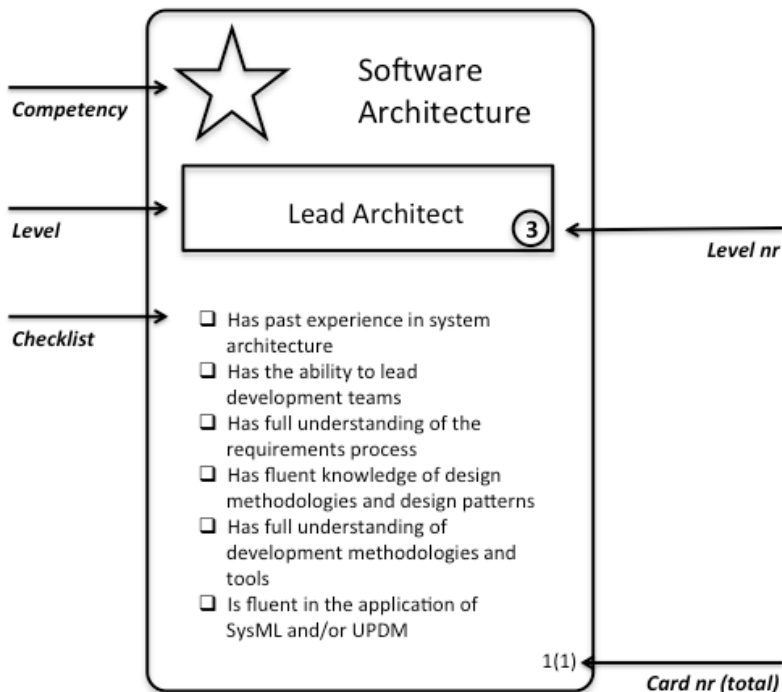 Software
Architecture
Competency
Lead Architect
3
Level
Level nr
Checklist
❑ Has past experience in system
architecture
❑ Has the ability to lead
development teams
❑ Has full understanding of the
requirements process
❑ Has fluent knowledge of design
methodologies and design patterns
❑ Has full understanding of
development methodologies and
tools
❑ Is fluent in the application of
SysML and/or UPDM
1(1)
Card nr (total)